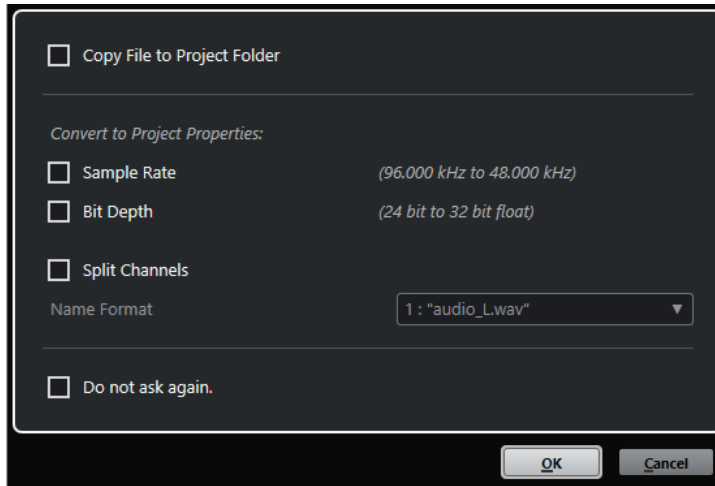 Copy File to Project Folder
Convert to Project Properties:
Sample Rate (96.000 kHz to 48.000 kHz)
Bit Depth (24 bit to 32 bit float)
Split Channels
Name Format 1 : "audio_L.wav"
Do not ask again.
OK Cancel